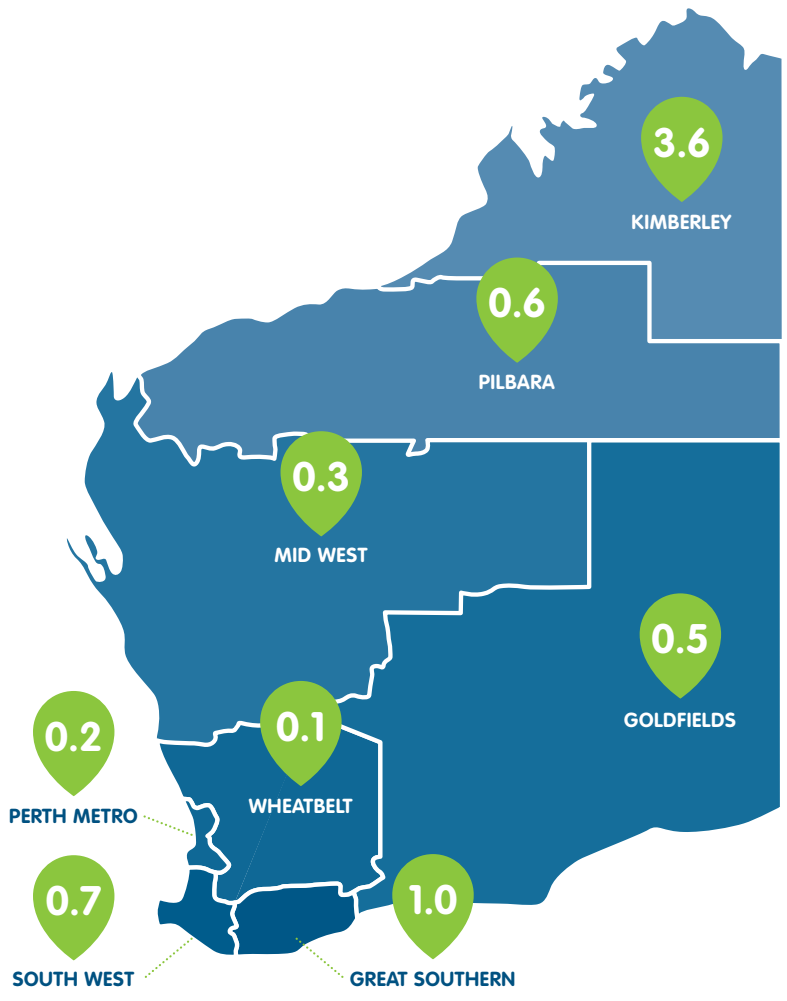 3.6
KIMBERLEY
0.6
PILBARA
0.3
MID WEST
0.5
GOLDFIELDS
0.1
WHEATBELT
0.2
PERTH METRO
0.7
SOUTH WEST
1.0
GREAT SOUTHERN